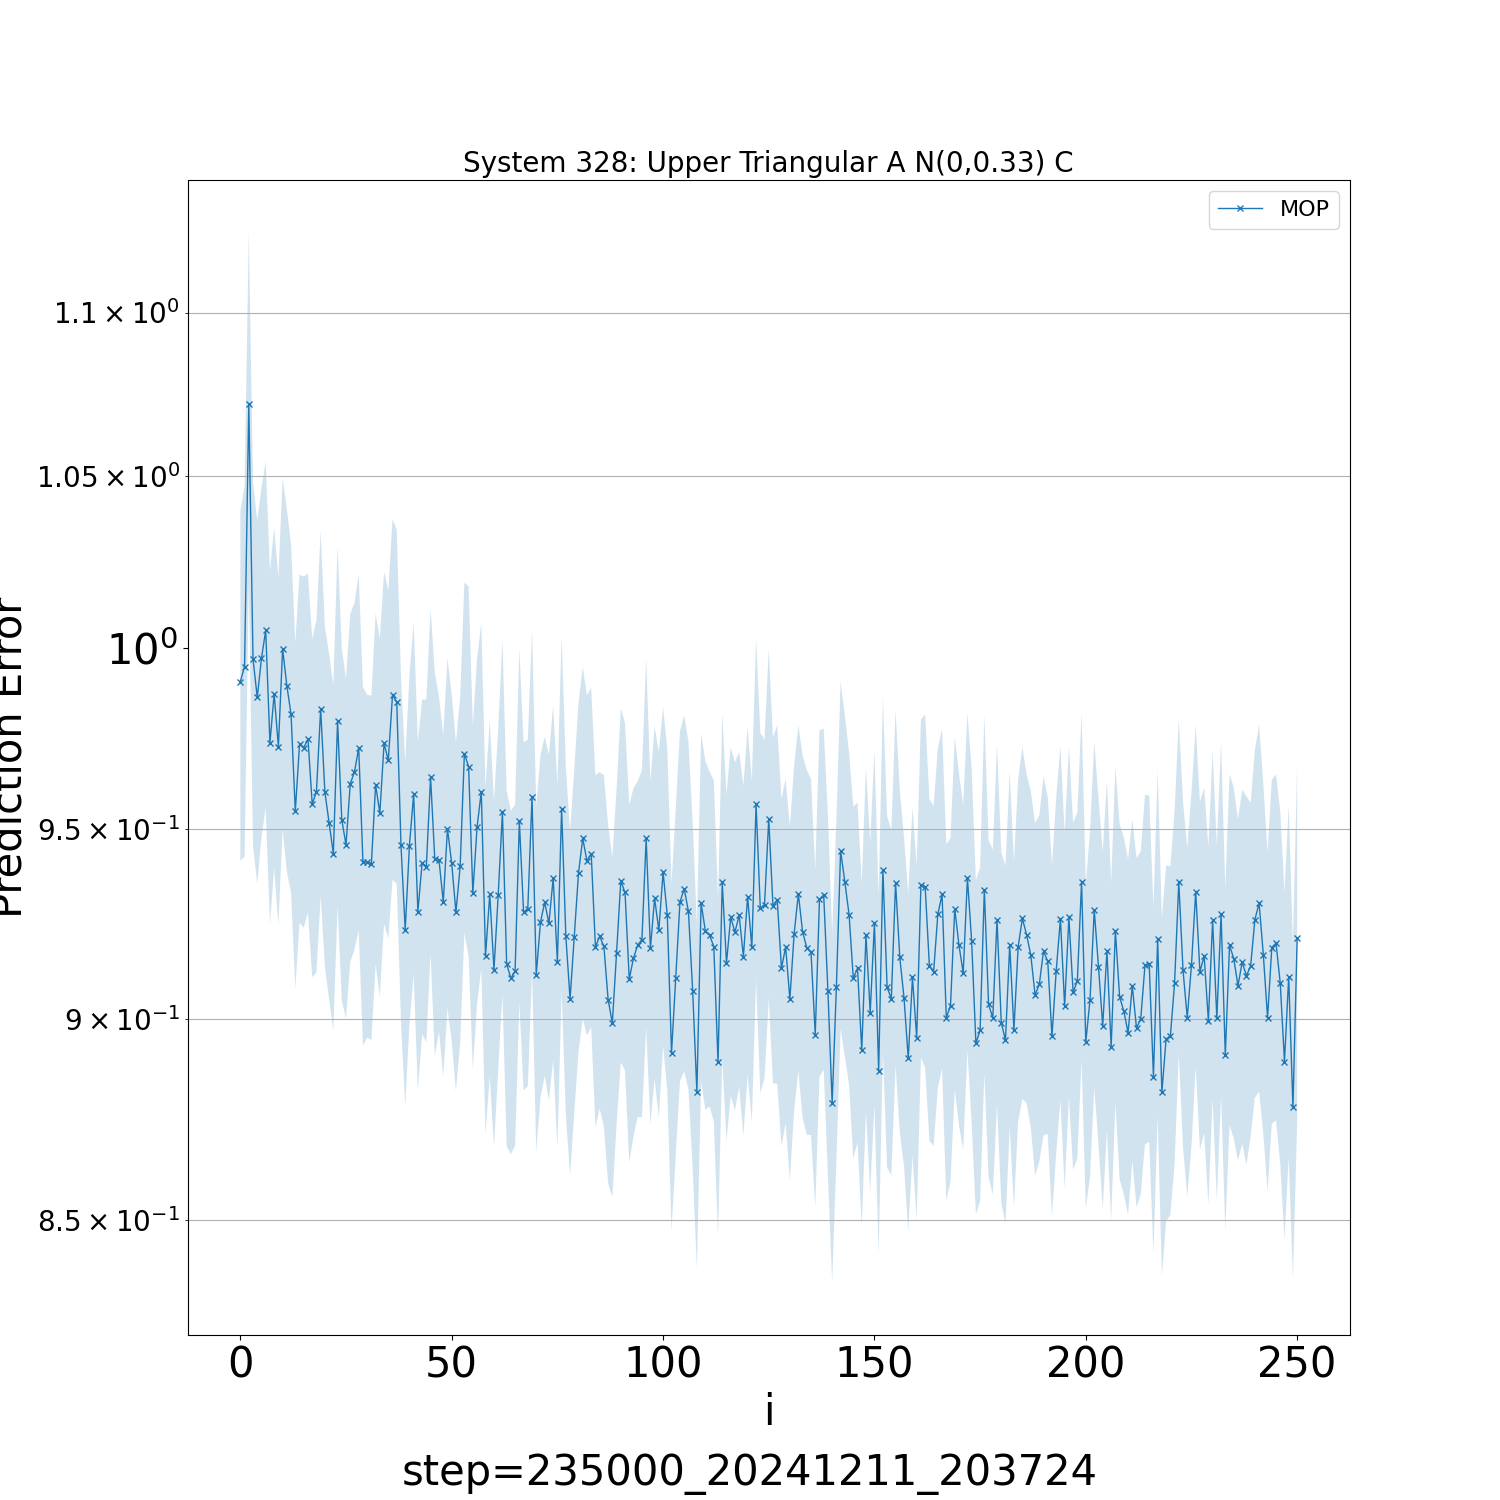 System 328: Upper Triangular A N(0,0.33) C
MOP
1.1 × 10⁰
1.05 × 10⁰
10⁰
9.5 × 10⁻¹
9 × 10⁻¹
8.5 × 10⁻¹
Prediction Error
0 50 100 150 200 250
i
step=235000_20241211_203724